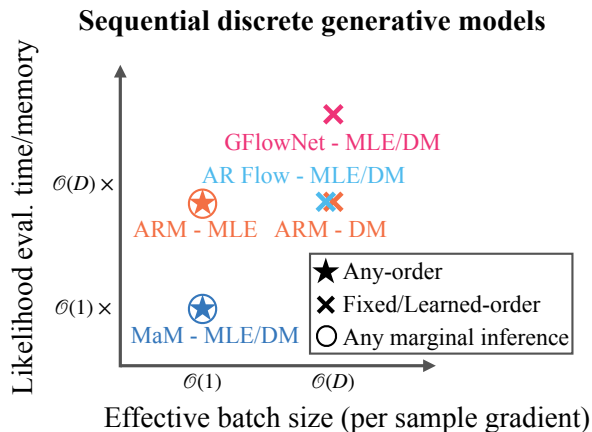 Sequential discrete generative models
Likelihood eval. time/memory
GFlowNet - MLE/DM
AR Flow - MLE/DM
𝒪(D) ×
ARM - MLE
ARM - DM
Any-order
𝒪(1) ×
Fixed/Learned-order
MaM - MLE/DM
Any marginal inference
𝒪(1)
𝒪(D)
Effective batch size (per sample gradient)